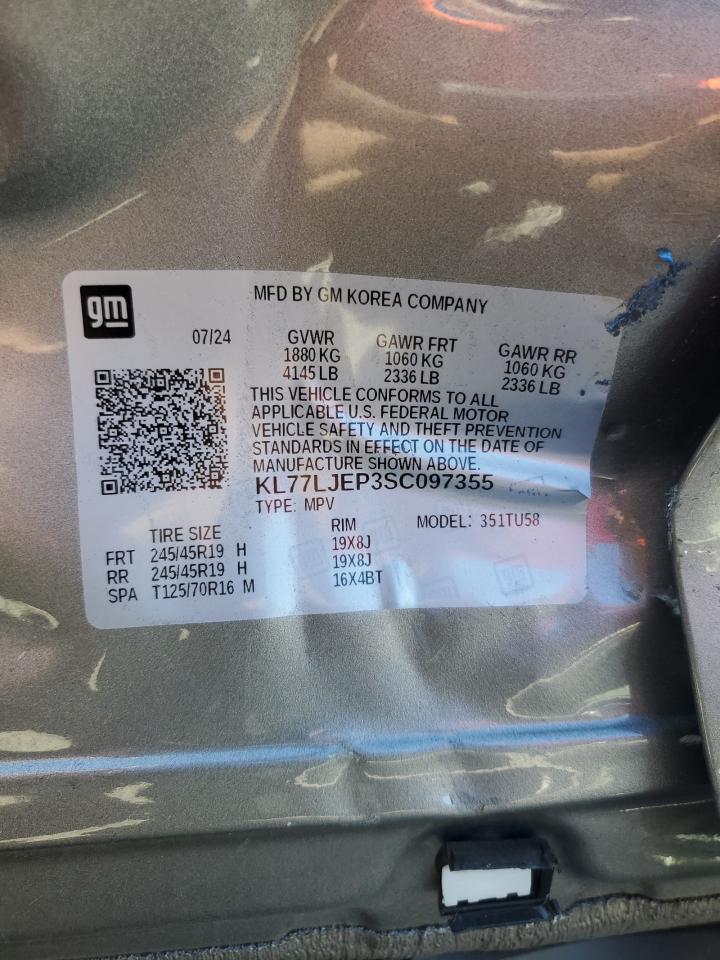 gm
MFD BY GM KOREA COMPANY
07/24
GVWR GAWR FRT GAWR RR
1880 KG 1060 KG 1060 KG
4145 LB 2336 LB 2336 LB
THIS VEHICLE CONFORMS TO ALL
APPLICABLE U.S. FEDERAL MOTOR
VEHICLE SAFETY AND THEFT PREVENTION
STANDARDS IN EFFECT ON THE DATE OF
MANUFACTURE SHOWN ABOVE.
KL77LJEP3SC097355
TYPE: MPV MODEL: 351TU58
TIRE SIZE RIM
FRT 245/45R19 H 19X8J
RR 245/45R19 H 19X8J
SPA T125/70R16 M 16X4BT